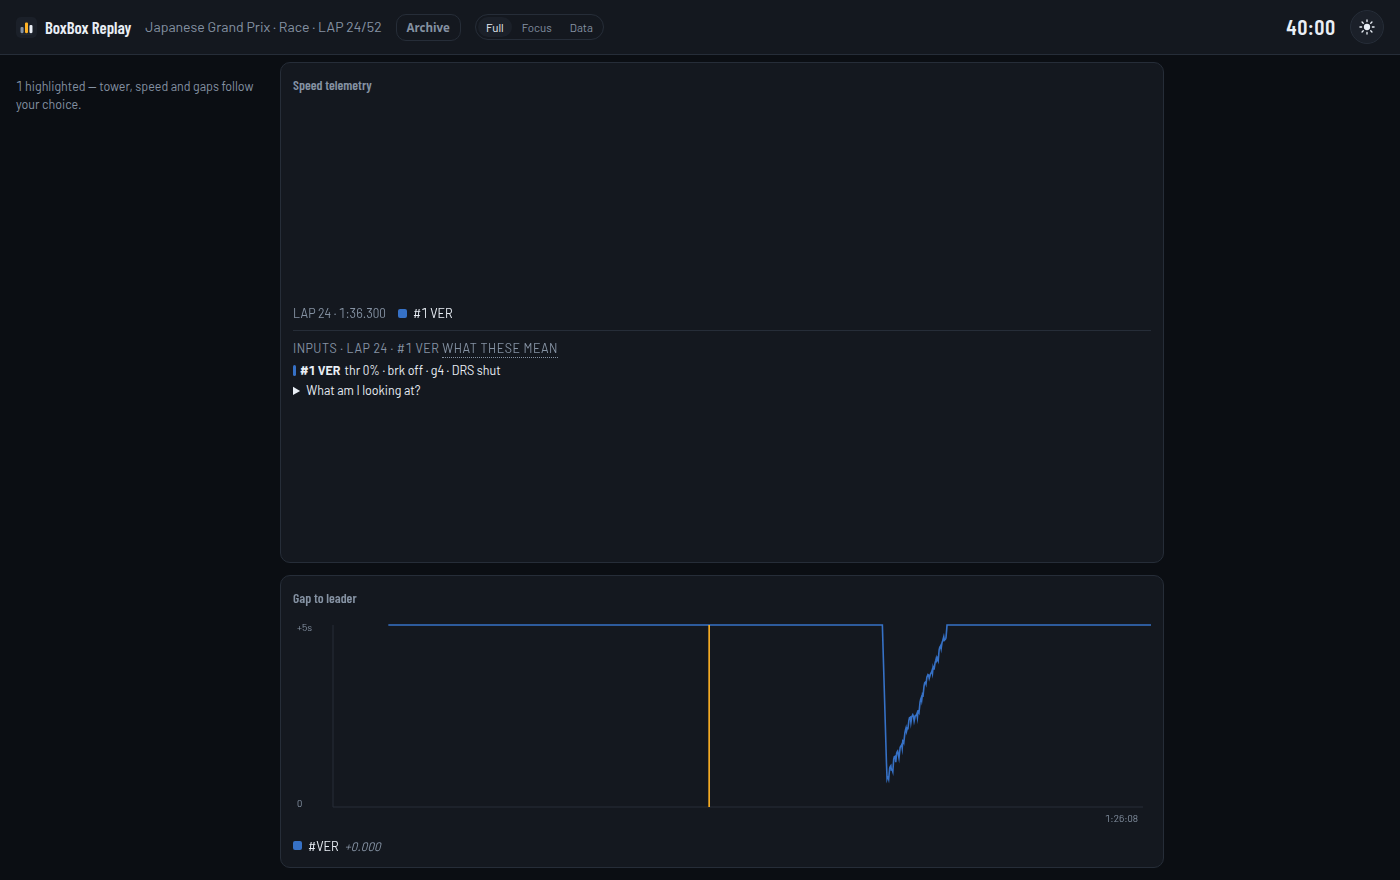 BoxBox Replay
Japanese Grand Prix · Race · LAP 24/52
Archive
Full
Focus
Data
40:00
1 highlighted — tower, speed and gaps follow
your choice.
Speed telemetry
LAP 24 · 1:36.300
#1 VER
INPUTS · LAP 24 · #1 VER WHAT THESE MEAN
#1 VER thr 0% · brk off · g4 · DRS shut
What am I looking at?
Gap to leader
+5s
0
1:26:08
#VER +0.000